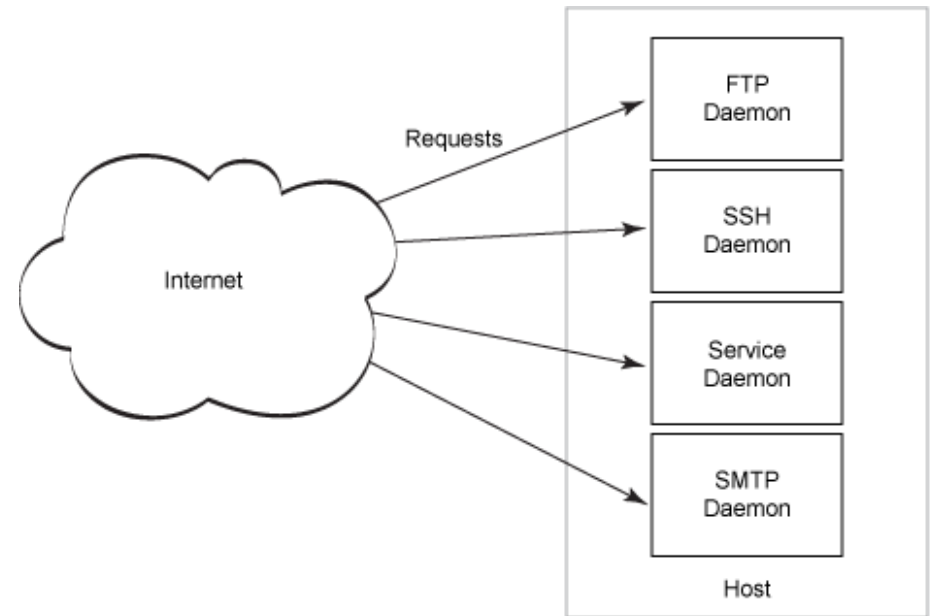 FTP
Daemon
Requests
SSH
Daemon
Internet
Service
Daemon
SMTP
Daemon
Host